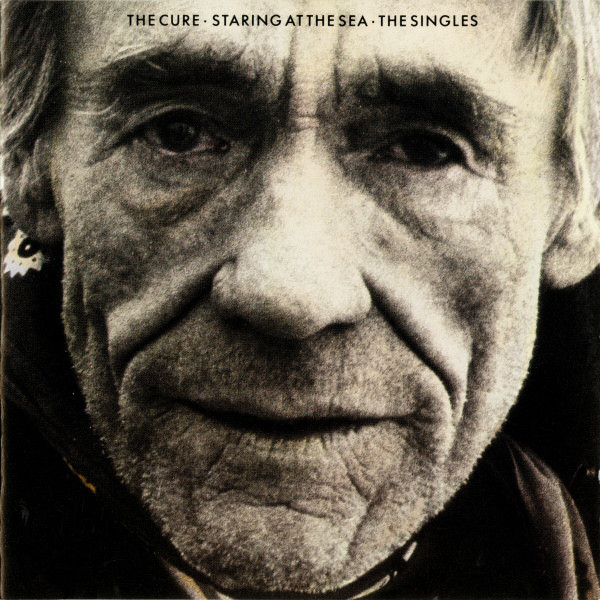 THE CURE · STARING AT THE SEA · THE SINGLES